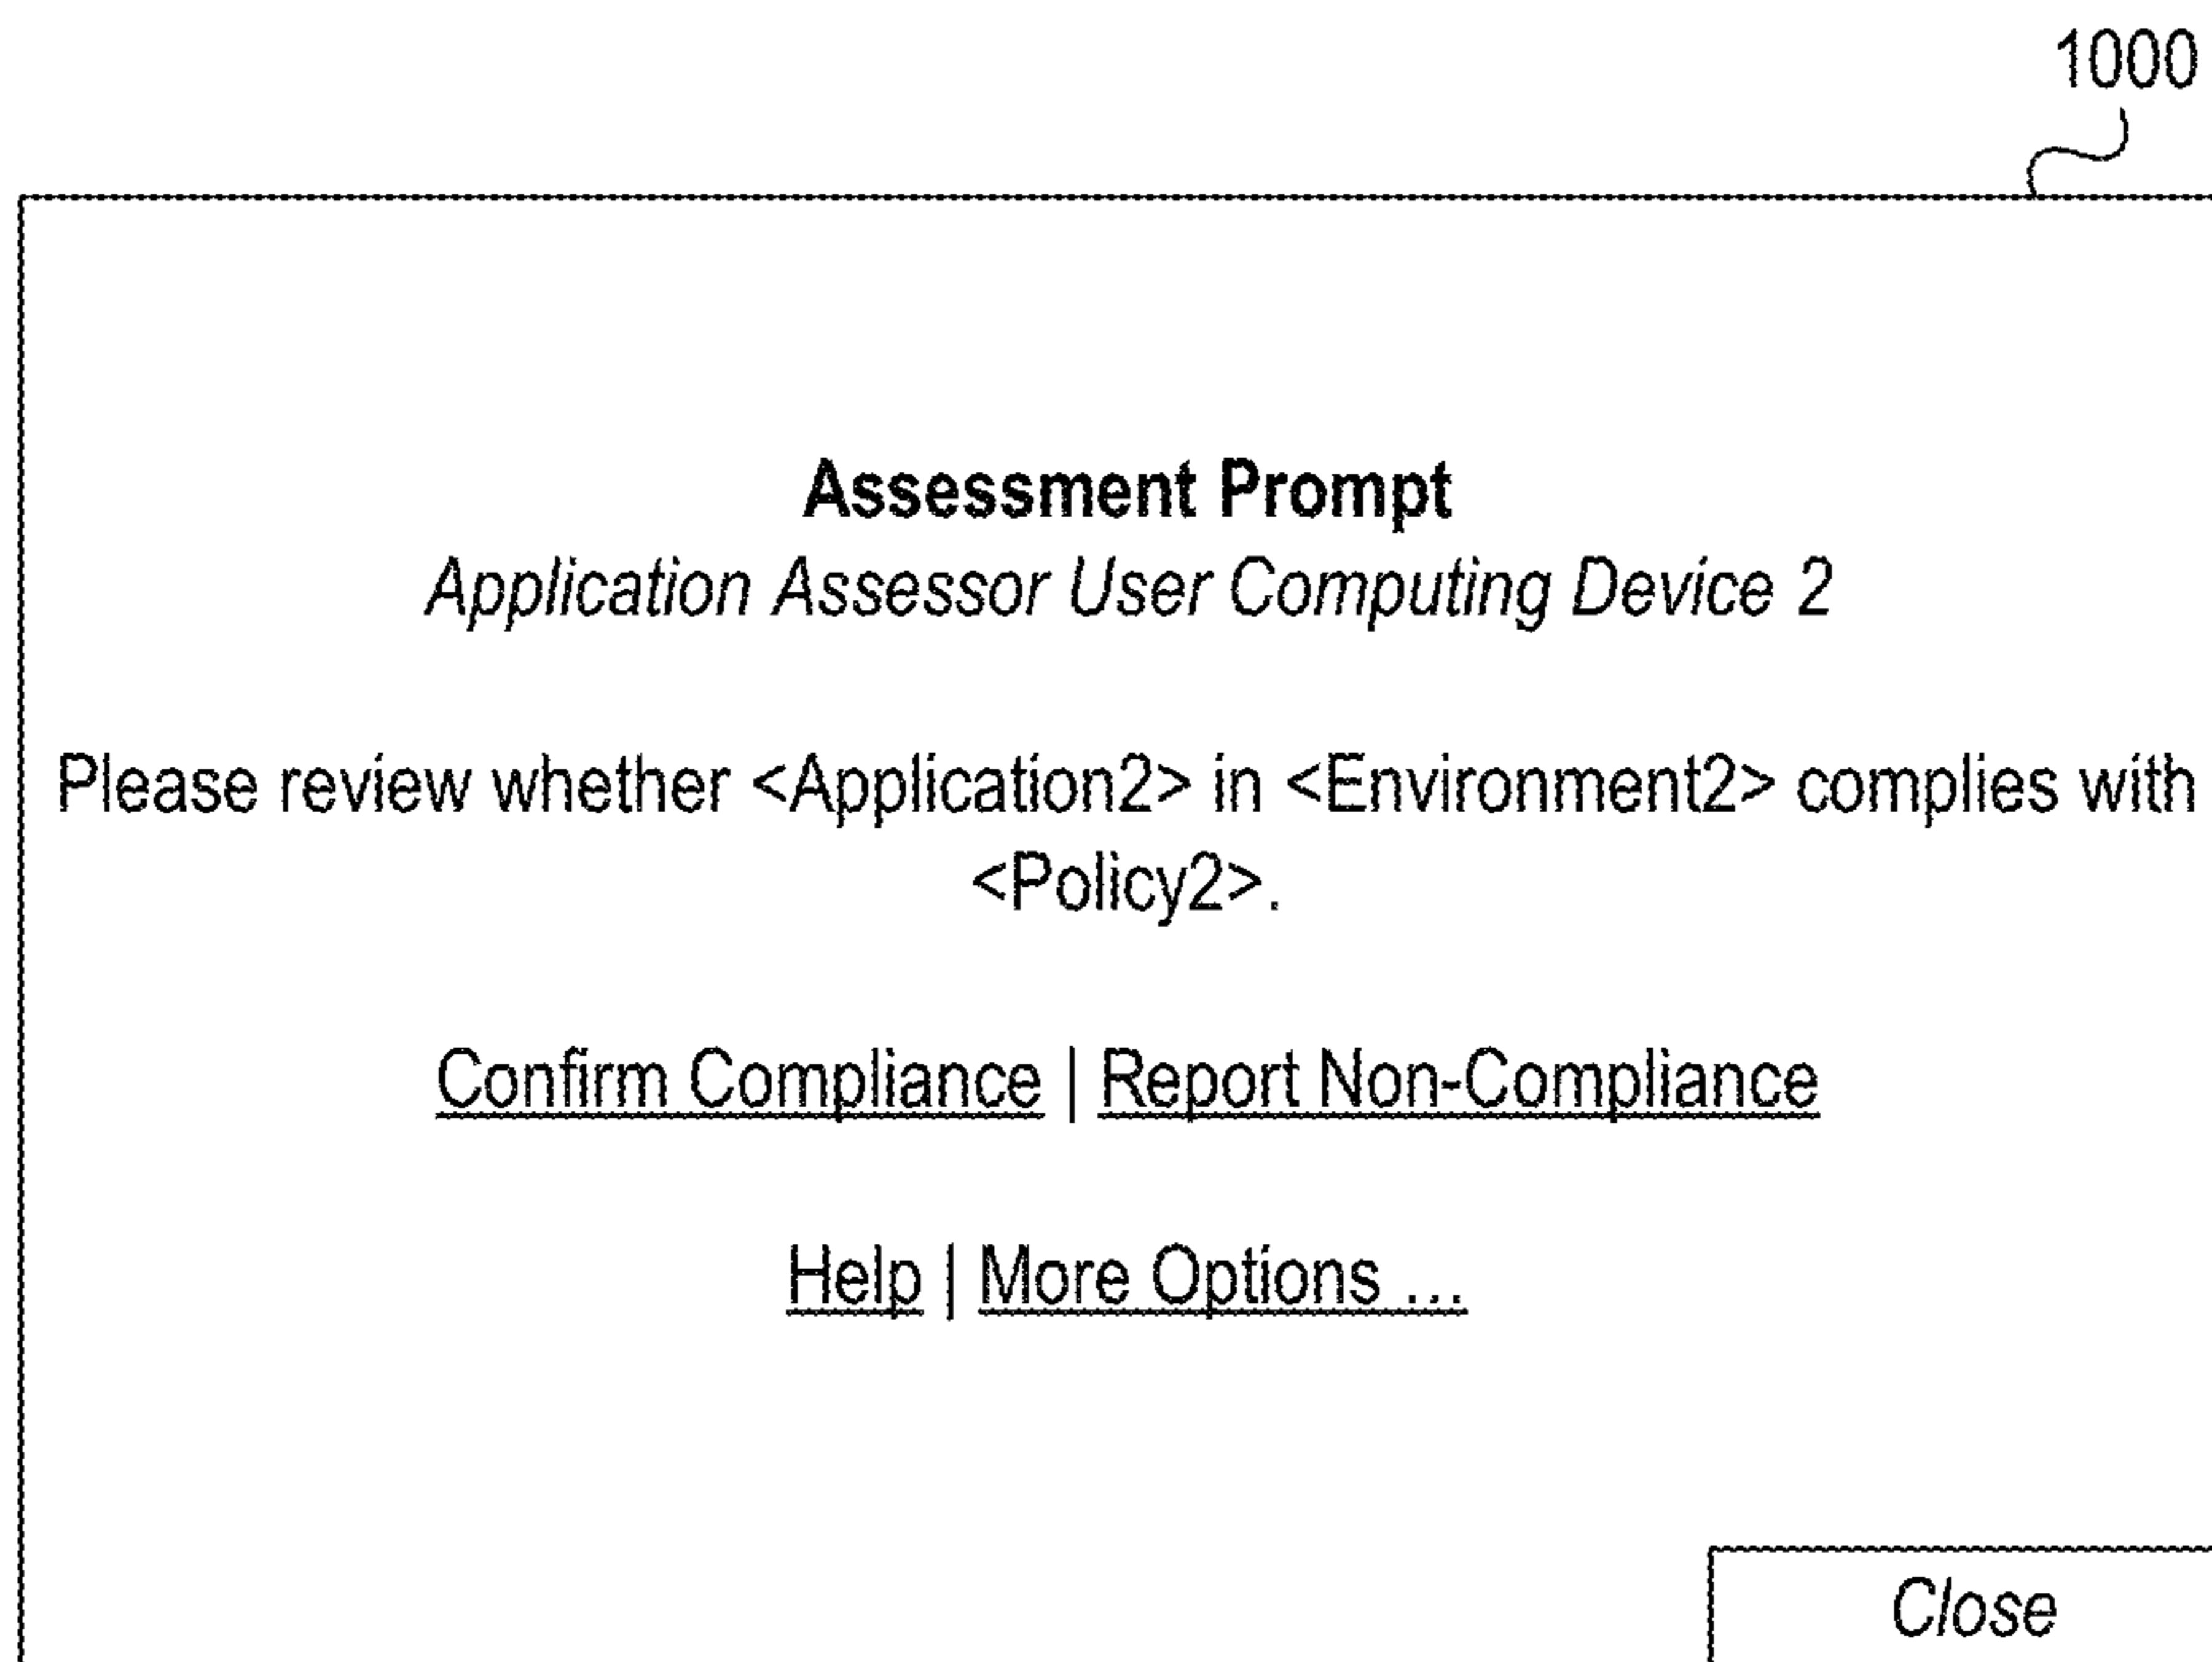 1000
Assessment Prompt
Application Assessor User Computing Device 2
Please review whether <Application2> in <Environment2> complies with
<Policy2>.
Confirm Compliance | Report Non-Compliance
Help | More Options ...
Close